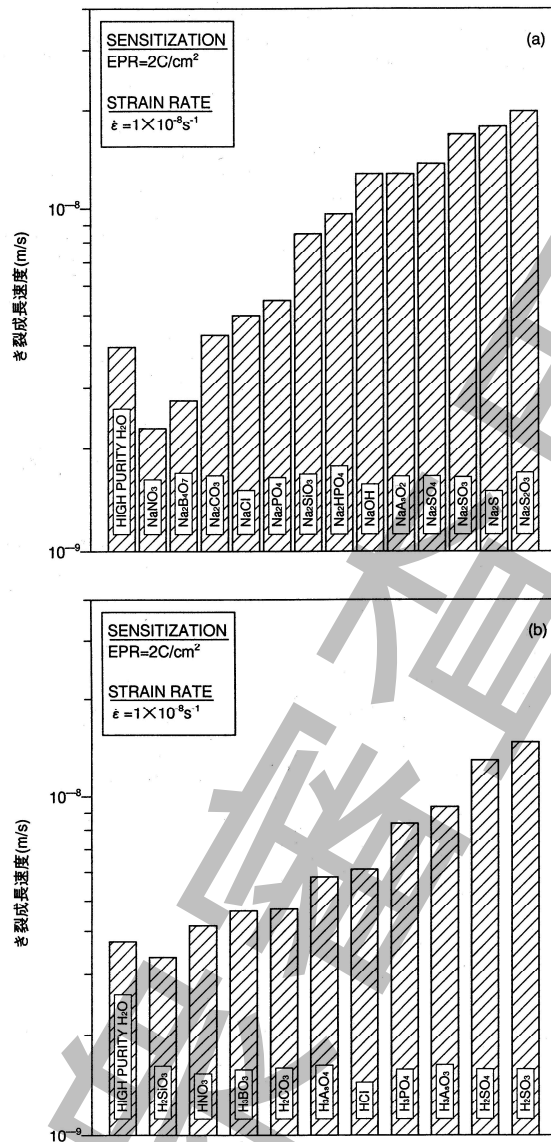 (a)
SENSITIZATION
EPR=2C/cm²
STRAIN RATE
ε̇ =1×10⁻⁸s⁻¹
10⁻⁸
10⁻⁹
き裂成長速度(m/s)
HIGH PURITY H₂O
NaNO₃
Na₂B₄O₇
Na₂CO₃
NaCl
Na₂PO₄
Na₂SiO₃
Na₂HPO₄
NaOH
NaAₛO₂
Na₂SO₄
Na₂SO₃
Na₂S
Na₂S₂O₃
(b)
SENSITIZATION
EPR=2C/cm²
STRAIN RATE
ε̇ =1×10⁻⁸s⁻¹
10⁻⁸
10⁻⁹
き裂成長速度(m/s)
HIGH PURITY H₂O
H₂SiO₃
HNO₃
H₃BO₃
H₂CO₃
H₃AₛO₄
HCl
H₃PO₄
H₃AₛO₃
H₂SO₄
H₂SO₃